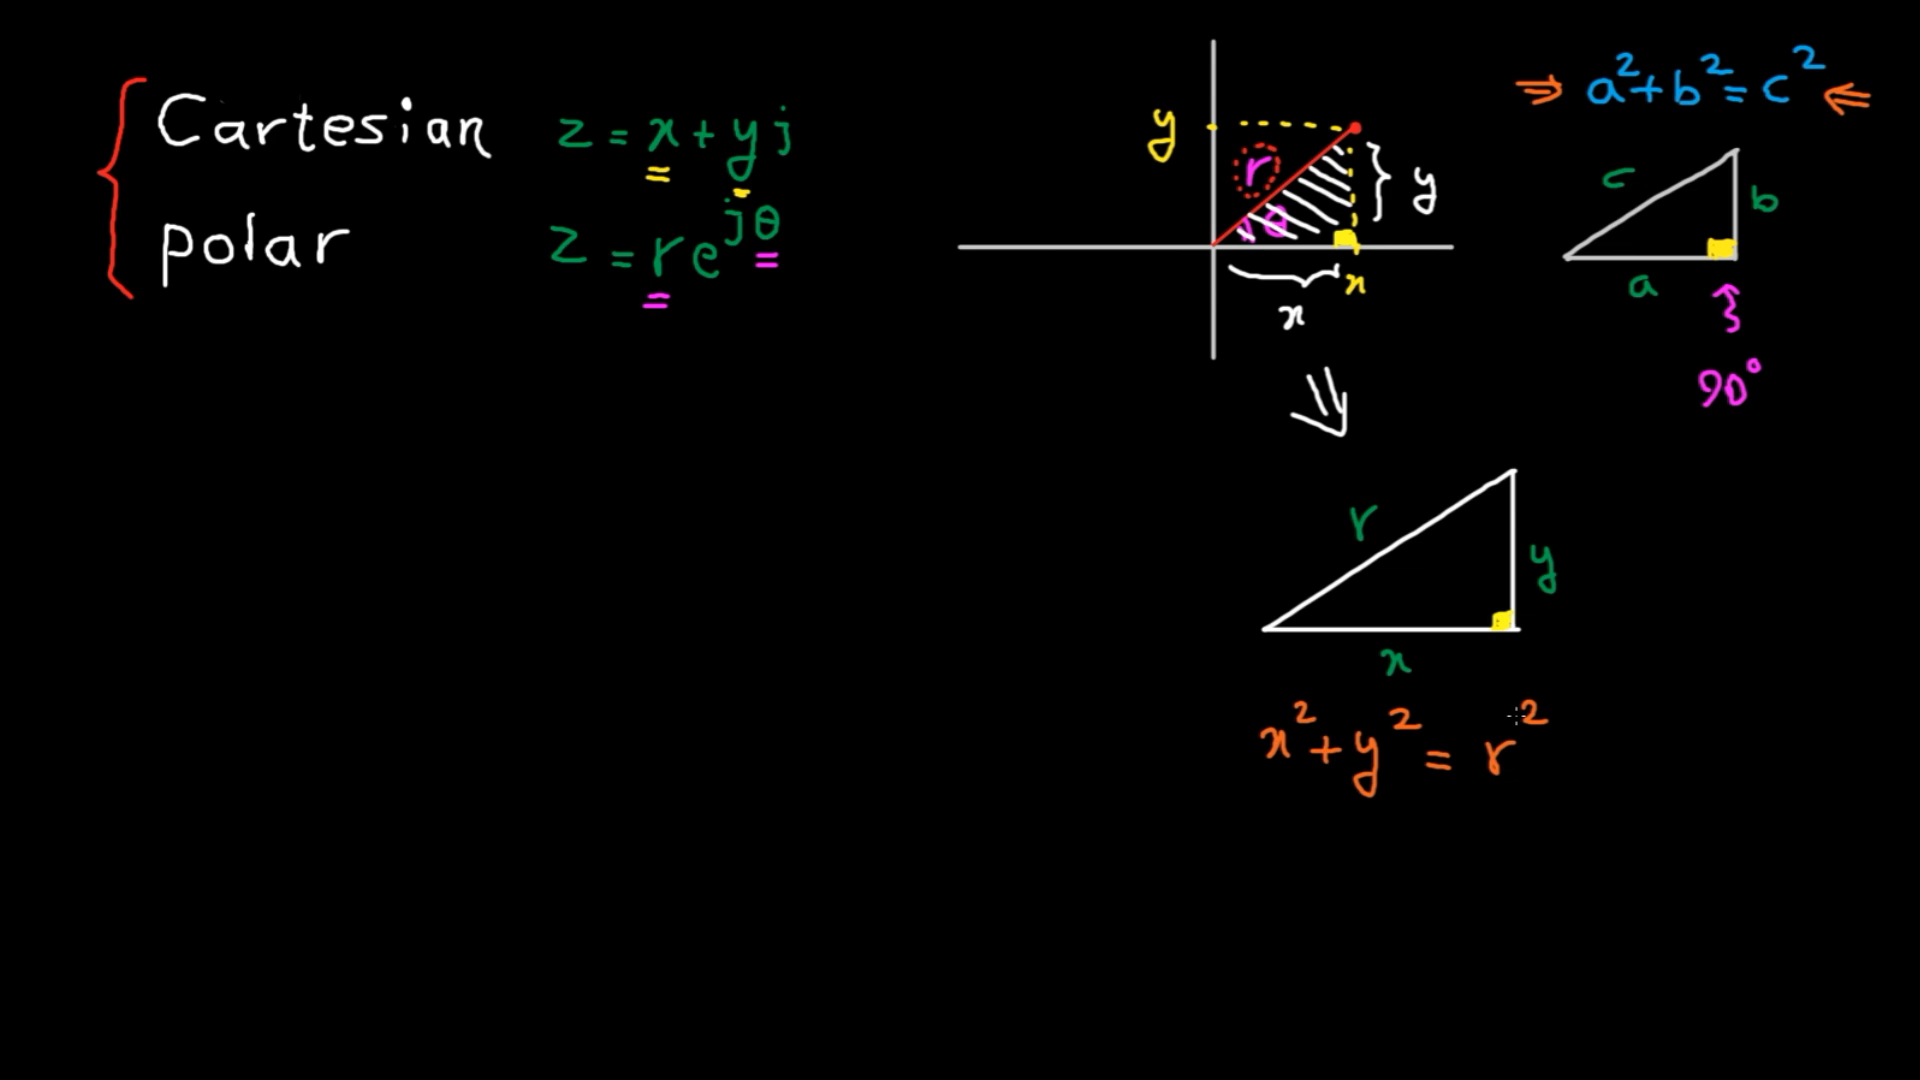 Cartesian z = x + yj
polar z = re^{jθ}
y
r
θ
y
x
x
⇒ a² + b² = c² ⇐
c
b
a
90°
r
y
x
x² + y² = r²